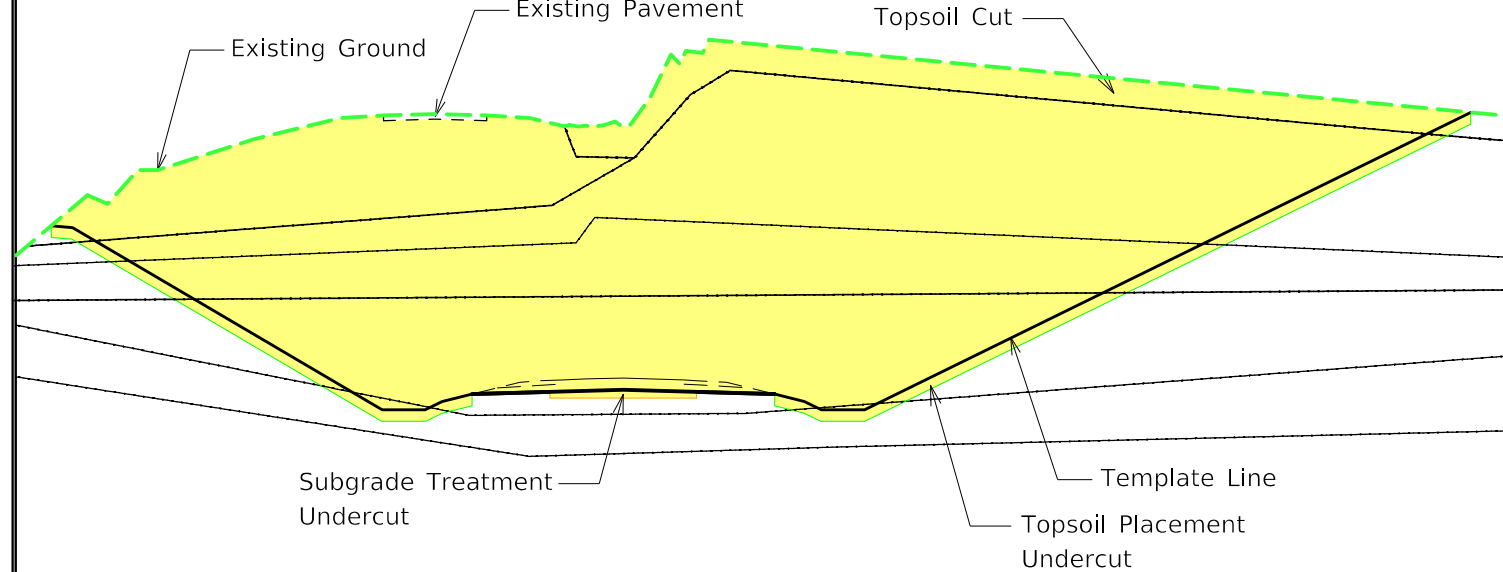 Existing Pavement
Topsoil Cut
Existing Ground
Subgrade Treatment
Undercut
Template Line
Topsoil Placement
Undercut